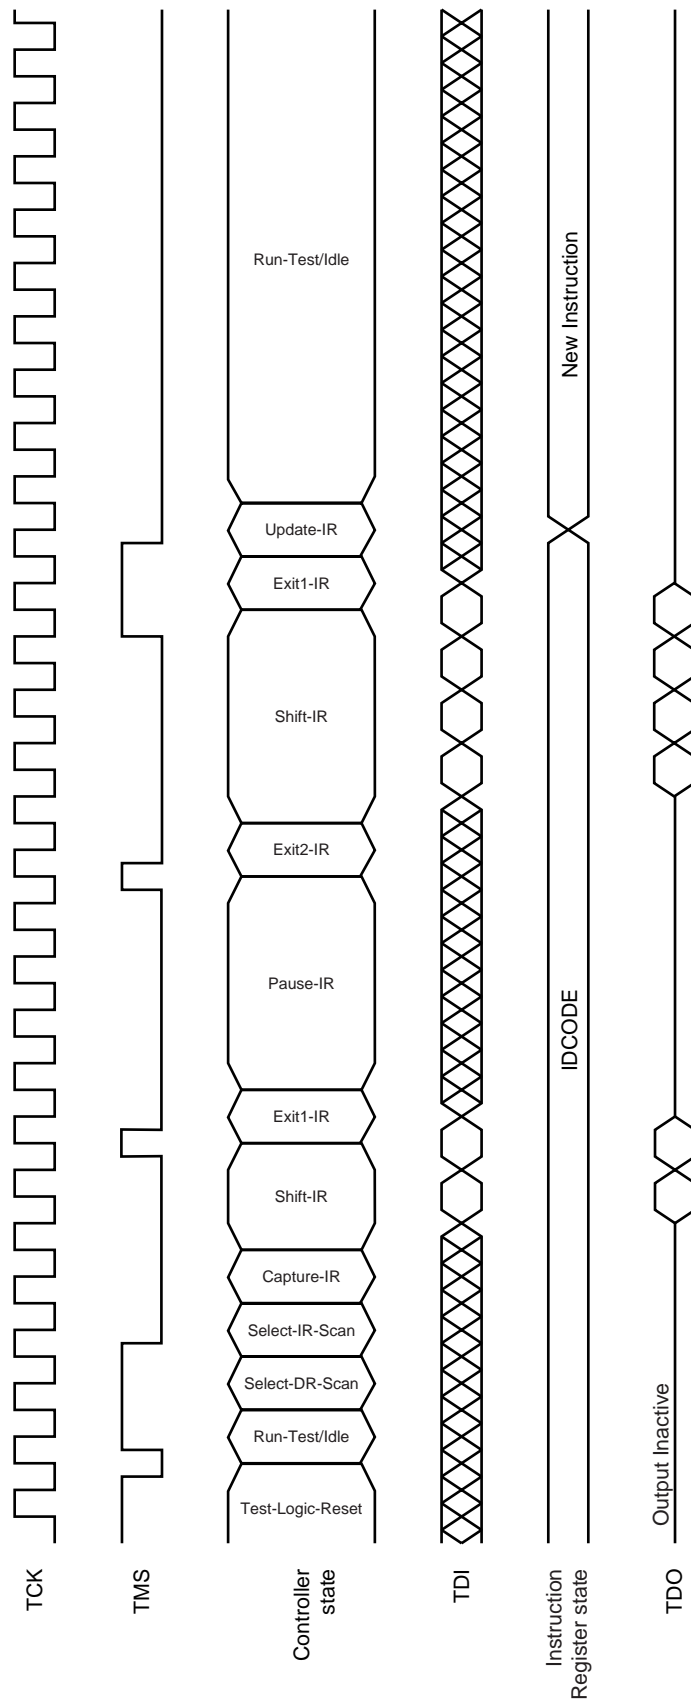 TCK
TMS
Controller
state
Test-Logic-Reset
Run-Test/Idle
Select-DR-Scan
Select-IR-Scan
Capture-IR
Shift-IR
Exit1-IR
Pause-IR
Exit2-IR
Shift-IR
Exit1-IR
Update-IR
Run-Test/Idle
TDI
Instruction
Register state
IDCODE
New Instruction
TDO
Output Inactive